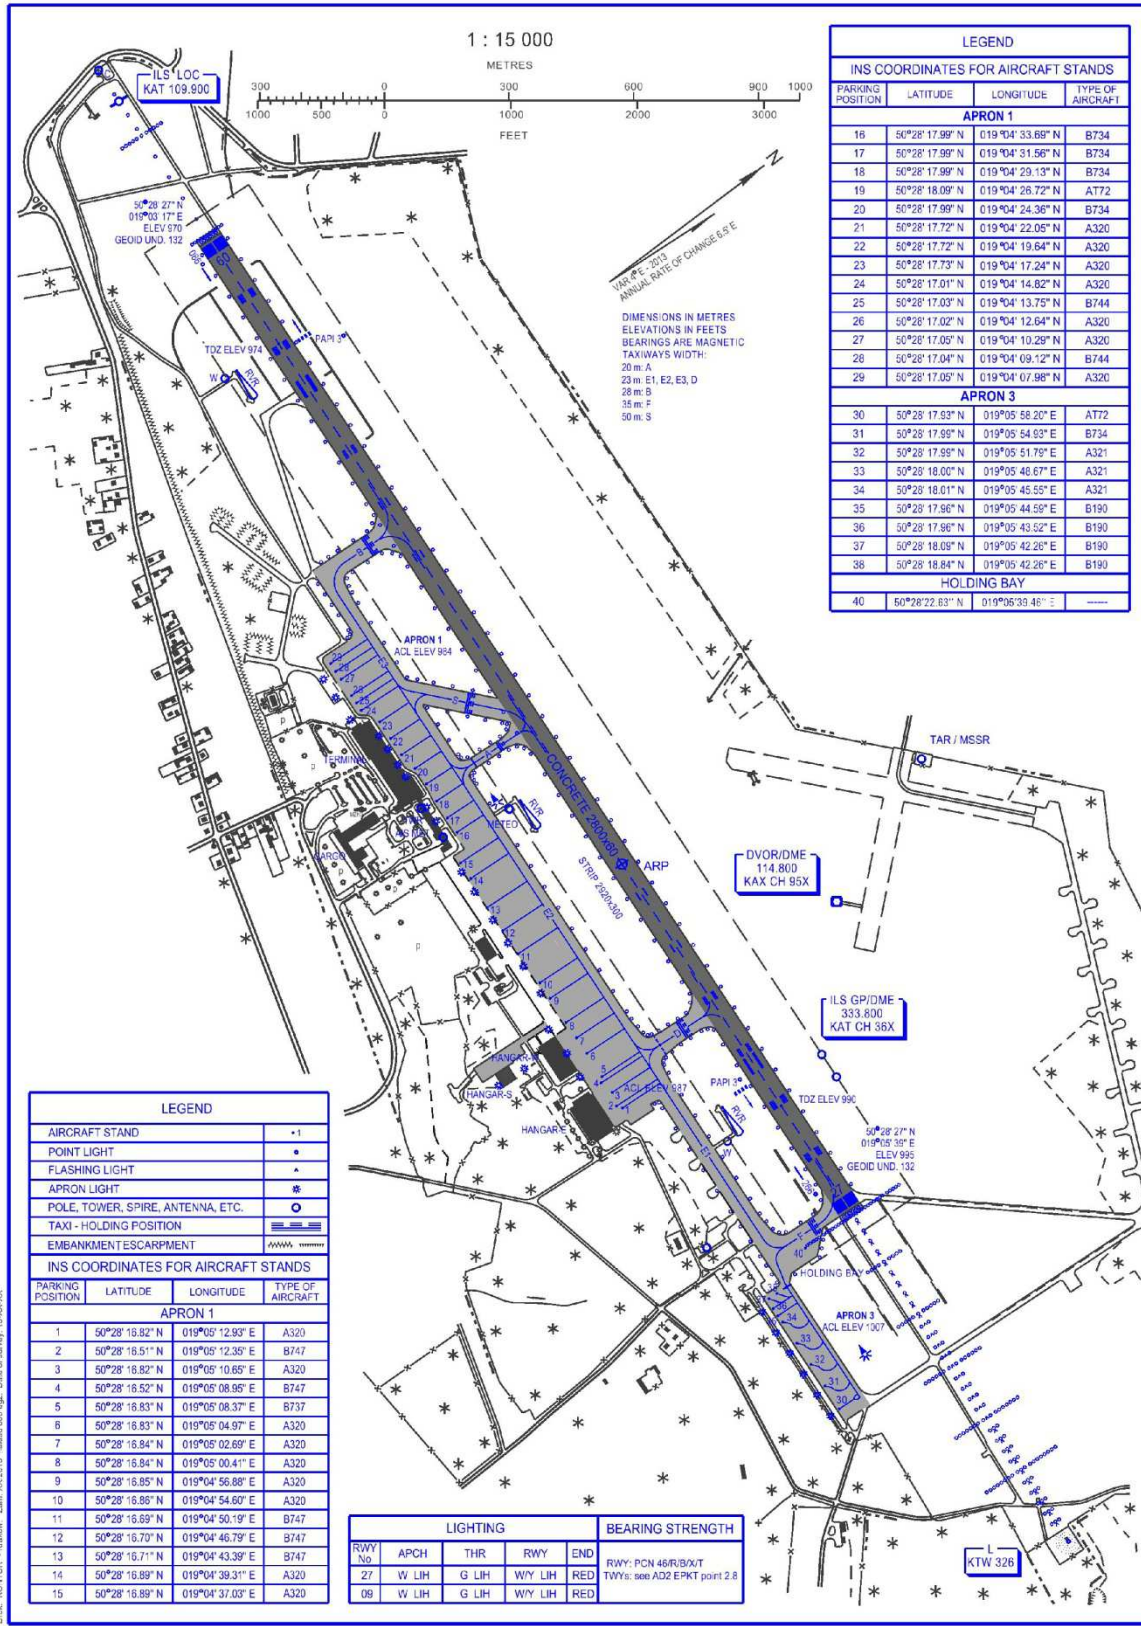 1 : 15 000
METRES
300 0 300 600 900 1000
1000 500 0 1000 2000 3000
FEET
ILS LOC
KAT 109.900
N
VAR 4°E - 2013
ANNUAL RATE OF CHANGE 6.5'E
50°28'27" N
019°03'17" E
ELEV 970
GEOID UND. 132
086
09
DIMENSIONS IN METRES
ELEVATIONS IN FEETS
BEARINGS ARE MAGNETIC
TAXIWAYS WIDTH:
20 m: A
23 m: E1, E2, E3, D
28 m: B
35 m: F
50 m: S
TDZ ELEV 974
PAPI 3°
W
RVR
B
APRON 1
ACL ELEV 984
E3
S
A
TERMINAL
CARGO
METEO
RVR
CONCRETE 2800x60
STRIP 2920x300
ARP
E2
TAR / MSSR
DVOR/DME
114.800
KAX CH 95X
ILS GP/DME
333.800
KAT CH 36X
D
HANGAR-S
HANGAR-E
ACL ELEV 987
PAPI 3°
TDZ ELEV 990
RVR
W
E1
50°28'27" N
019°05'39" E
ELEV 995
GEOID UND. 132
266
27
F
40
HOLDING BAY
APRON 3
ACL ELEV 1007
34
33
32
31
30
L
KTW 326
LEGEND
INS COORDINATES FOR AIRCRAFT STANDS
PARKING POSITION LATITUDE LONGITUDE TYPE OF AIRCRAFT
APRON 1
16 50°28' 17.99" N 019°04' 33.69" N B734
17 50°28' 17.99" N 019°04' 31.56" N B734
18 50°28' 17.99" N 019°04' 29.13" N B734
19 50°28' 18.09" N 019°04' 26.72" N AT72
20 50°28' 17.99" N 019°04' 24.36" N B734
21 50°28' 17.72" N 019°04' 22.05" N A320
22 50°28' 17.72" N 019°04' 19.64" N A320
23 50°28' 17.73" N 019°04' 17.24" N A320
24 50°28' 17.01" N 019°04' 14.82" N A320
25 50°28' 17.03" N 019°04' 13.75" N B744
26 50°28' 17.02" N 019°04' 12.64" N A320
27 50°28' 17.05" N 019°04' 10.29" N A320
28 50°28' 17.04" N 019°04' 09.12" N B744
29 50°28' 17.05" N 019°04' 07.98" N A320
APRON 3
30 50°28' 17.93" N 019°05' 58.20" E AT72
31 50°28' 17.99" N 019°05' 54.93" E B734
32 50°28' 17.99" N 019°05' 51.79" E A321
33 50°28' 18.00" N 019°05' 48.67" E A321
34 50°28' 18.01" N 019°05' 45.55" E A321
35 50°28' 17.96" N 019°05' 44.59" E B190
36 50°28' 17.96" N 019°05' 43.52" E B190
37 50°28' 18.09" N 019°05' 42.26" E B190
38 50°28' 18.84" N 019°05' 42.26" E B190
HOLDING BAY
40 50°28'22.63" N 019°05'39.46" E -----
LEGEND
AIRCRAFT STAND •1
POINT LIGHT
FLASHING LIGHT
APRON LIGHT
POLE, TOWER, SPIRE, ANTENNA, ETC.
TAXI - HOLDING POSITION
EMBANKMENT ESCARPMENT
INS COORDINATES FOR AIRCRAFT STANDS
PARKING POSITION LATITUDE LONGITUDE TYPE OF AIRCRAFT
APRON 1
1 50°28' 16.82" N 019°05' 12.93" E A320
2 50°28' 16.51" N 019°05' 12.35" E B747
3 50°28' 16.82" N 019°05' 10.65" E A320
4 50°28' 16.52" N 019°05' 08.95" E B747
5 50°28' 16.83" N 019°05' 08.37" E B737
6 50°28' 16.83" N 019°05' 04.97" E A320
7 50°28' 16.84" N 019°05' 02.69" E A320
8 50°28' 16.84" N 019°05' 00.41" E A320
9 50°28' 16.85" N 019°04' 56.88" E A320
10 50°28' 16.86" N 019°04' 54.60" E A320
11 50°28' 16.69" N 019°04' 50.19" E B747
12 50°28' 16.70" N 019°04' 46.79" E B747
13 50°28' 16.71" N 019°04' 43.39" E B747
14 50°28' 16.89" N 019°04' 39.31" E A320
15 50°28' 16.89" N 019°04' 37.03" E A320
LIGHTING
RWY No APCH THR RWY END
27 W LIH G LIH W/Y LIH RED
09 W LIH G LIH W/Y LIH RED
BEARING STRENGTH
RWY: PCN 46/R/B/X/T
TWYs: see AD2 EPKT point 2.8